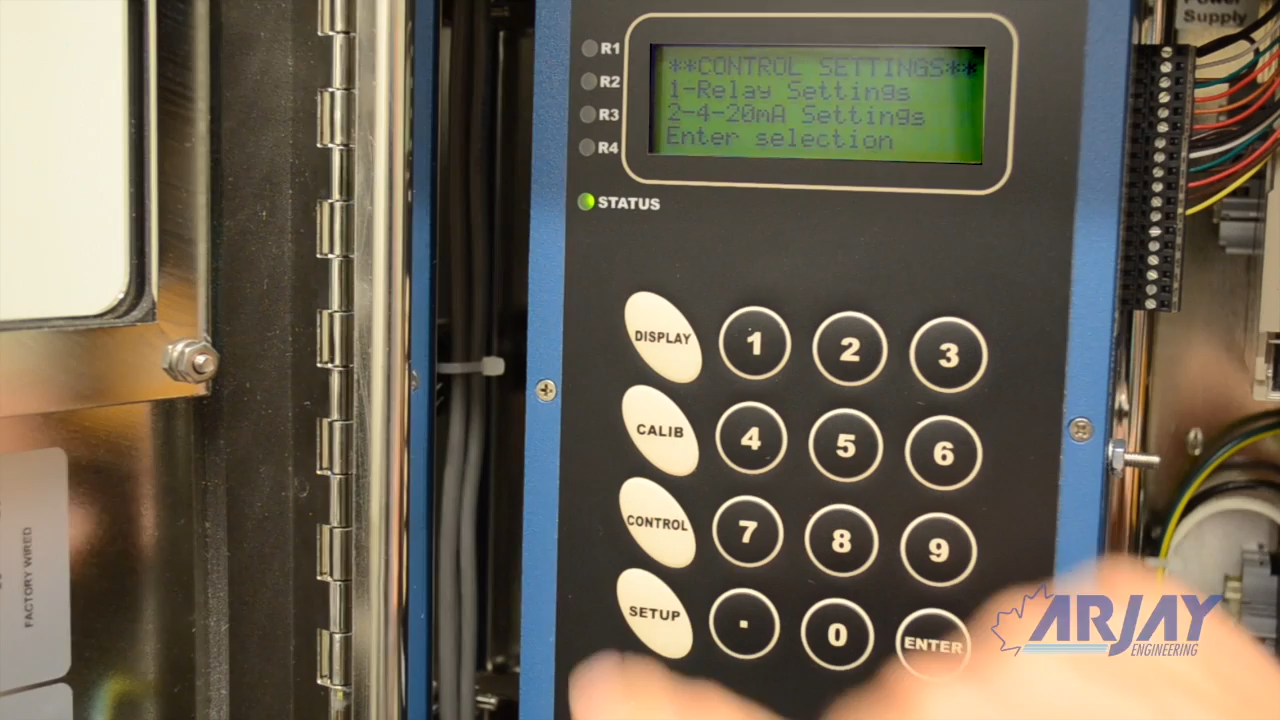 Power
Supply
R1
R2
R3
R4
STATUS
**CONTROL SETTINGS**
1-Relay Settings
2-4-20mA Settings
Enter selection
DISPLAY
1
2
3
CALIB
4
5
6
CONTROL
7
8
9
SETUP
.
0
ENTER
FACTORY WIRED
ARJAY
ENGINEERING